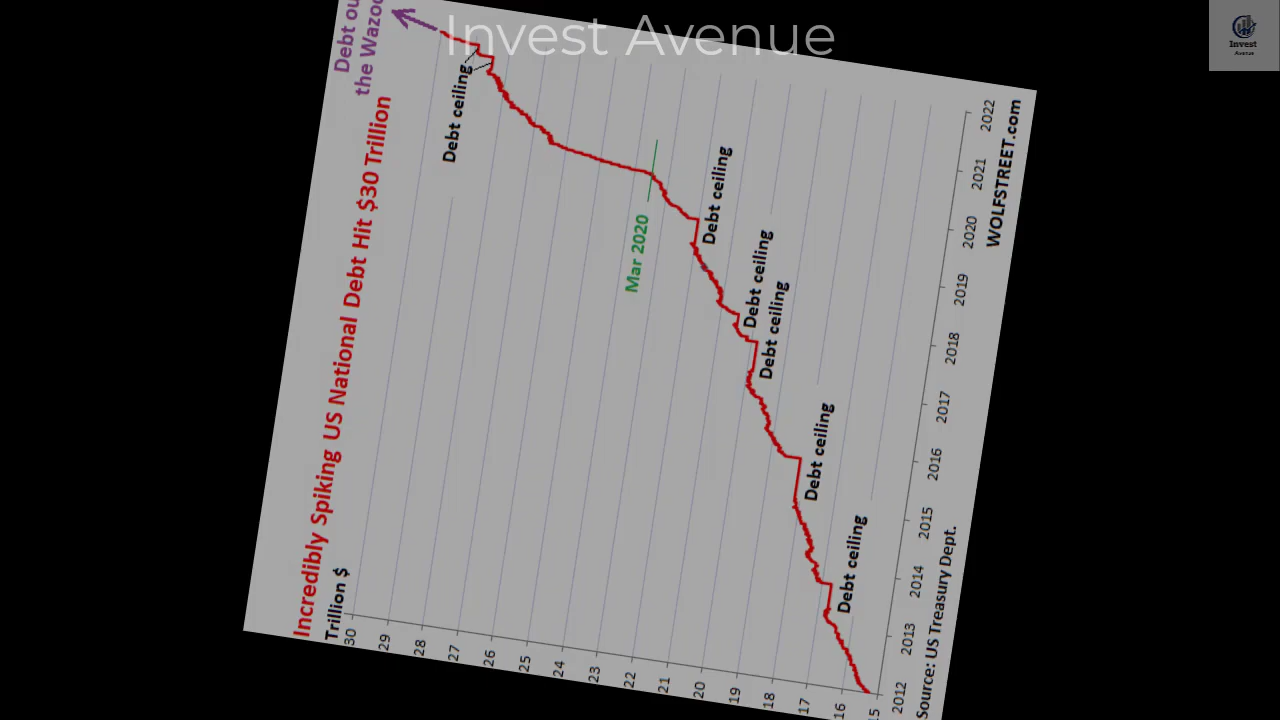 Invest Avenue
Invest
Avenue
Incredibly Spiking US National Debt Hit $30 Trillion
Trillion $
Debt
the
30
29
28
27
26
25
24
23
22
21
20
19
18
17
16
15
Debt ceiling
Mar 2020
Debt ceiling
Debt ceiling
Debt ceiling
Debt ceiling
Debt ceiling
2012
2013
2014
2015
2016
2017
2018
2019
2020
2021
2022
Source: US Treasury Dept.
WOLFSTREET.com